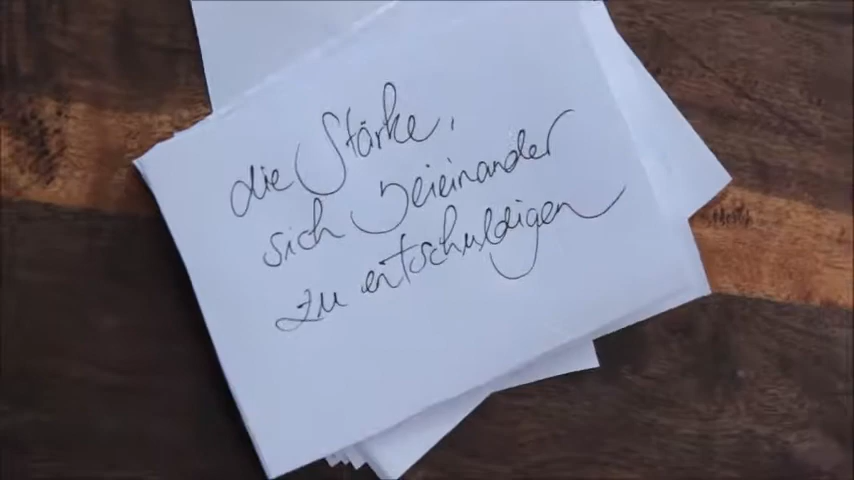 die Stärke,
sich beieinander
zu entschuldigen